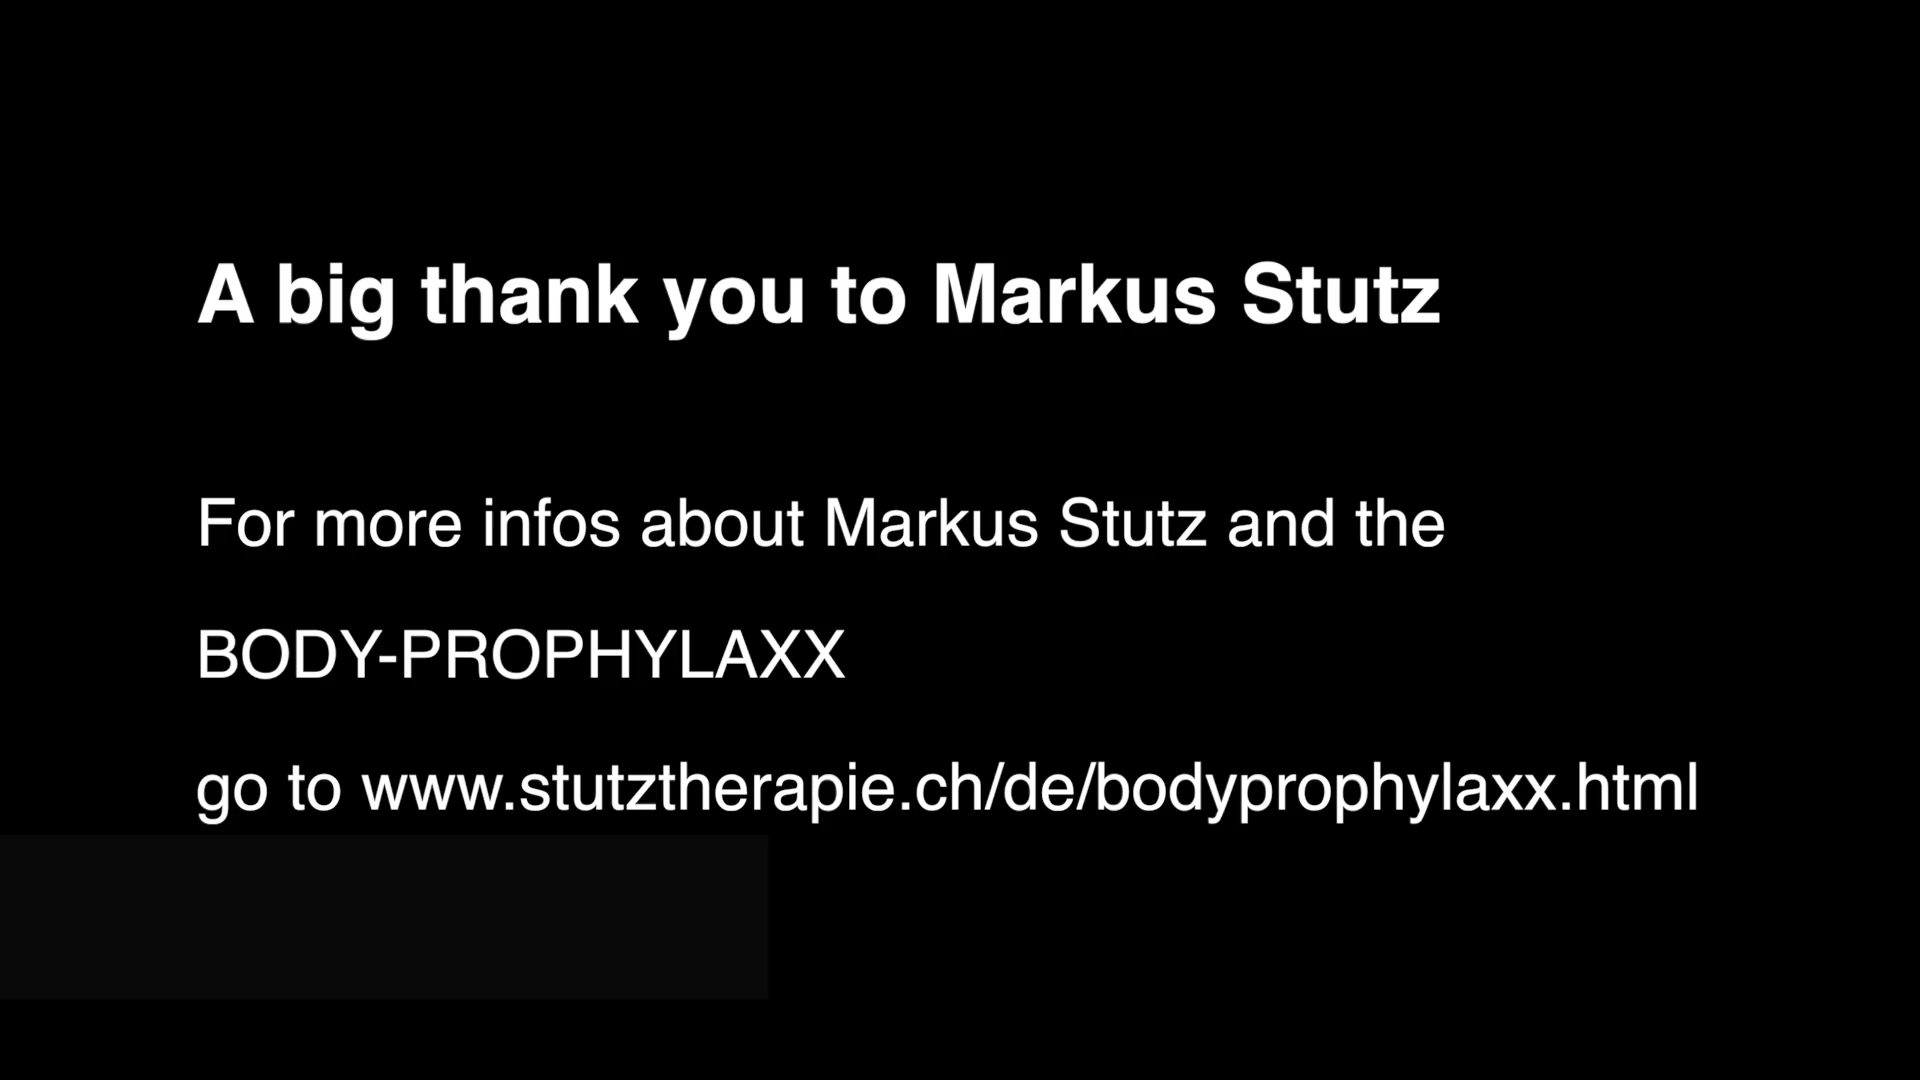 A big thank you to Markus Stutz
For more infos about Markus Stutz and the
BODY-PROPHYLAXX
go to www.stutztherapie.ch/de/bodyprophylaxx.html